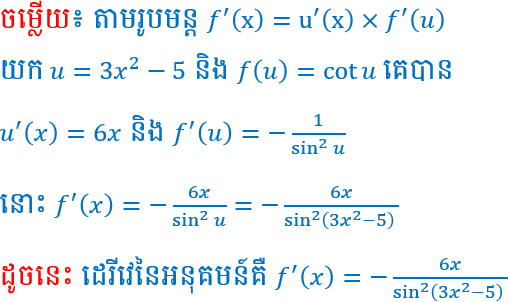 ចម្លើយ៖ តាមរូបមន្ត f′(x) = u′(x) × f′(u)
យក u = 3x² − 5 និង f(u) = cot u គេបាន
u′(x) = 6x និង f′(u) = − 1/sin² u
នោះ f′(x) = − 6x/sin² u = − 6x/sin²(3x²−5)
ដូចនេះ ដេរីវេនៃអនុគមន៍គឺ f′(x) = − 6x/sin²(3x²−5)